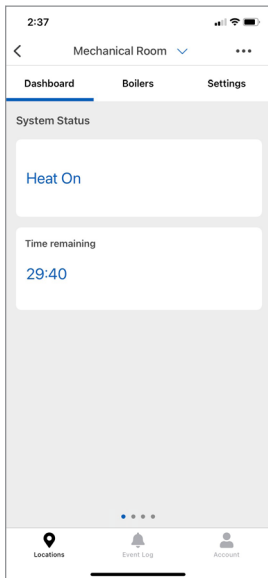 2:37
Mechanical Room
Dashboard Boilers Settings
System Status
Heat On
Time remaining
29:40
Locations Event Log Account